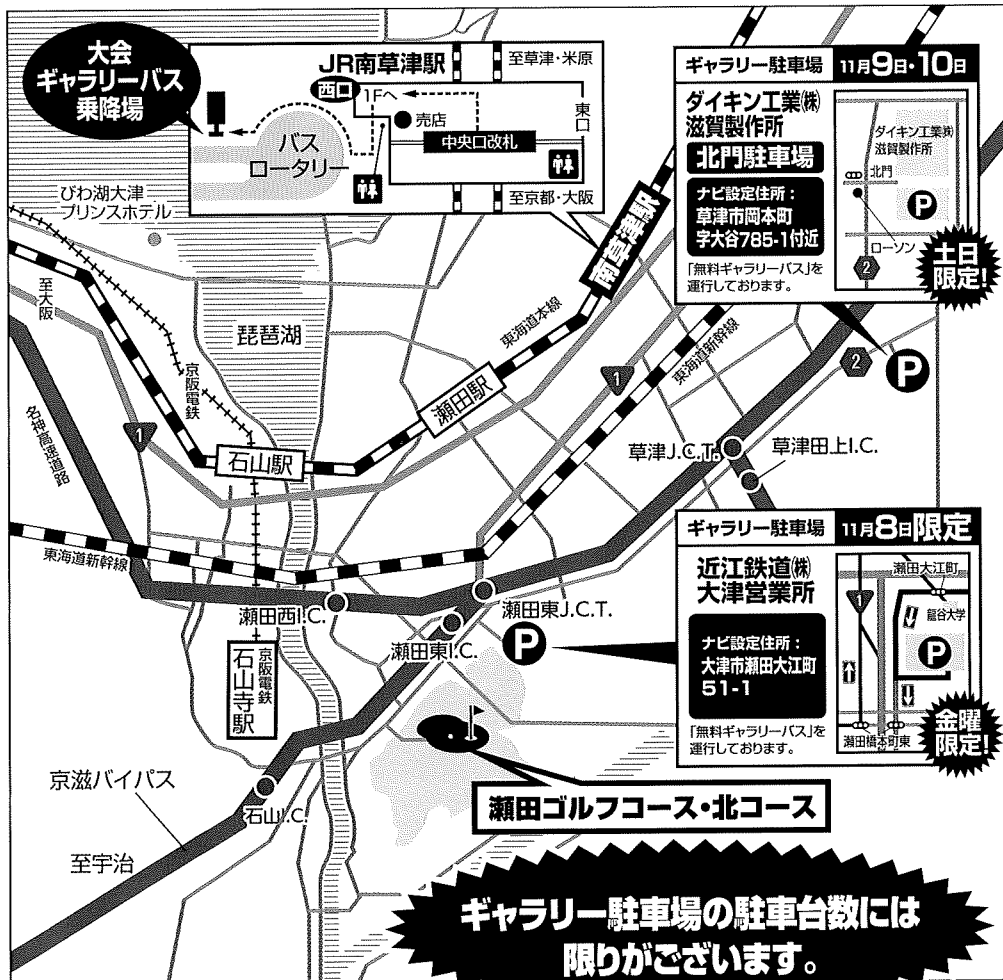 大会
ギャラリーバス
乗降場
JR南草津駅
至草津・米原
西口
1Fへ
売店
東口
バス
ロータリー
中央口改札
至京都・大阪
ギャラリー駐車場 11月9日・10日
ダイキン工業㈱
滋賀製作所
北門駐車場
ナビ設定住所：
草津市岡本町
字大谷785-1付近
「無料ギャラリーバス」を
運行しております。
ダイキン工業㈱
滋賀製作所
北門
P
ローソン
2
土日
限定!
びわ湖大津
プリンスホテル
至大阪
琵琶湖
京阪電鉄
名神高速道路
1
石山駅
瀬田駅
東海道本線
南草津駅
1
東海道新幹線
2
P
草津J.C.T.
草津田上I.C.
東海道新幹線
瀬田西I.C.
瀬田東J.C.T.
瀬田東I.C.
P
京阪電鉄
石山寺駅
ギャラリー駐車場 11月8日限定
近江鉄道㈱
大津営業所
ナビ設定住所：
大津市瀬田大江町
51-1
「無料ギャラリーバス」を
運行しております。
瀬田大江町
1
龍谷大学
P
瀬田橋本町東
金曜
限定!
京滋バイパス
石山I.C.
至宇治
瀬田ゴルフコース・北コース
ギャラリー駐車場の駐車台数には
限りがございます。